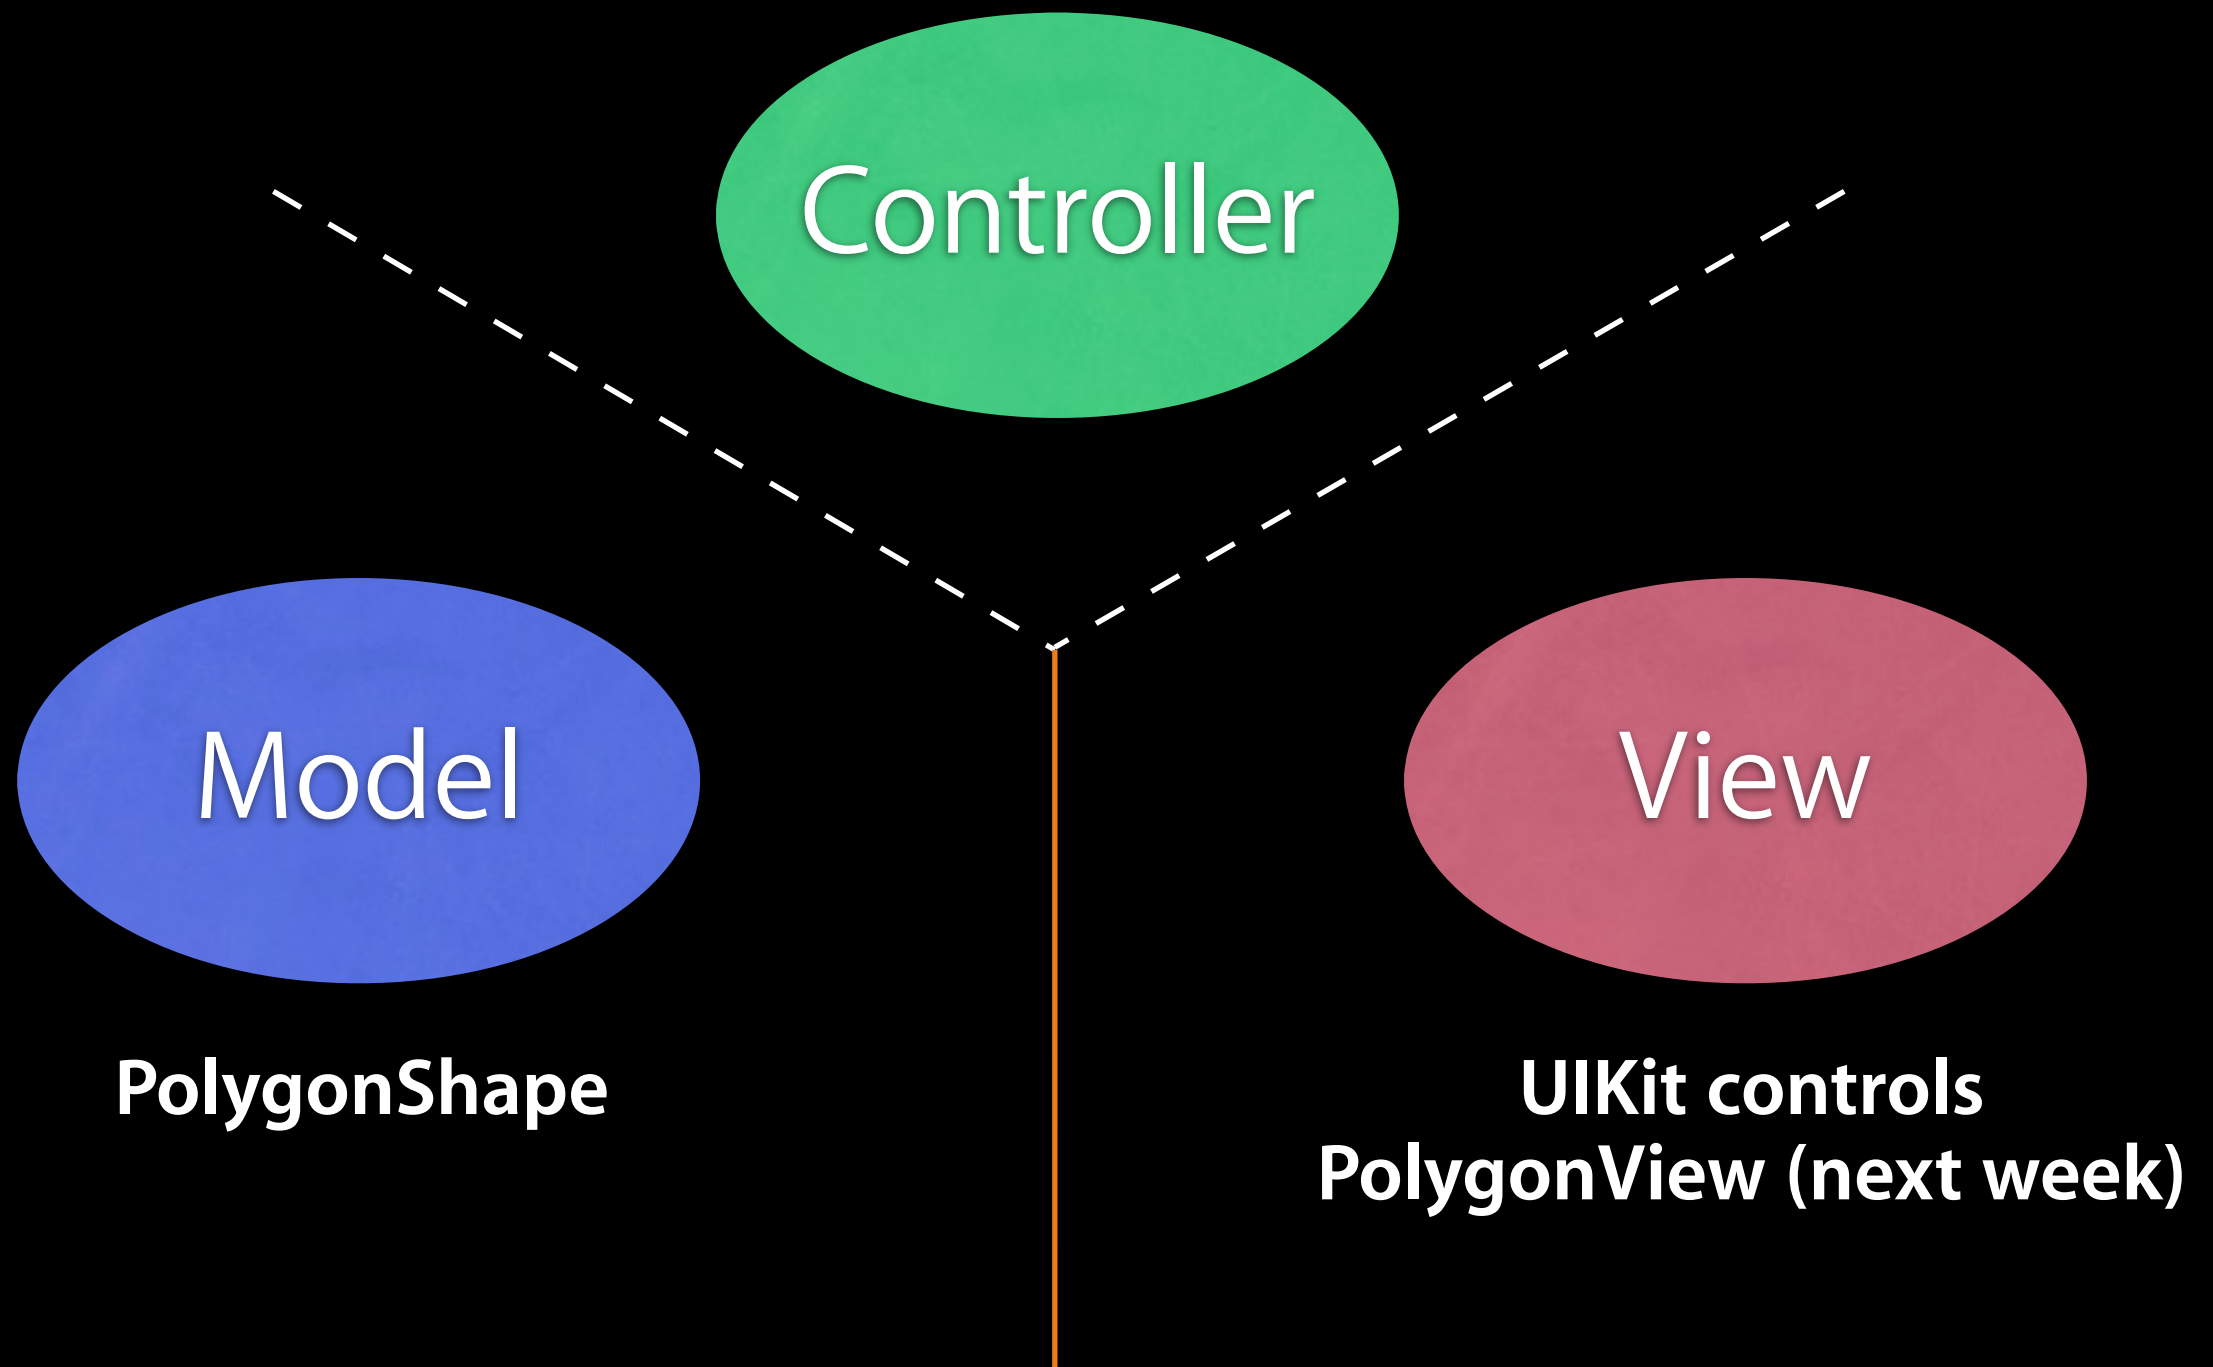 Controller
Model
View
PolygonShape
UIKit controls
PolygonView (next week)